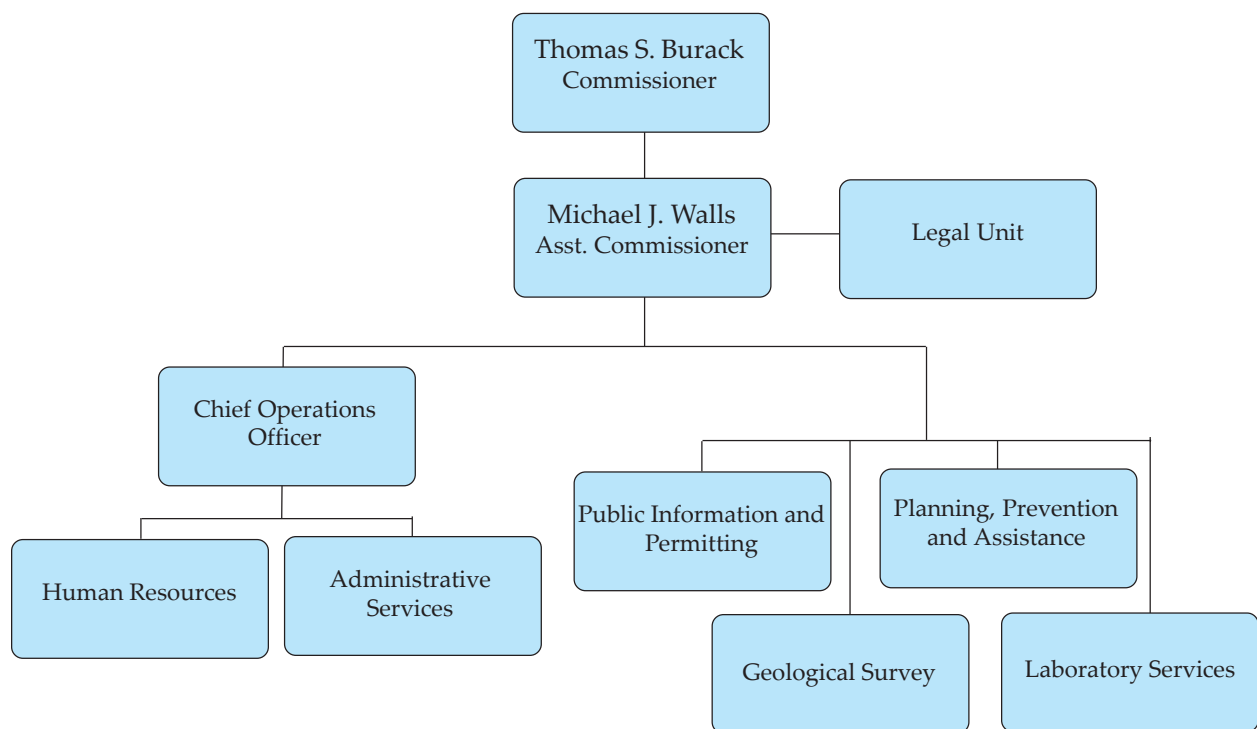 Thomas S. Burack
Commissioner
Michael J. Walls
Asst. Commissioner
Legal Unit
Chief Operations
Officer
Public Information and
Permitting
Planning, Prevention
and Assistance
Human Resources
Administrative
Services
Geological Survey
Laboratory Services